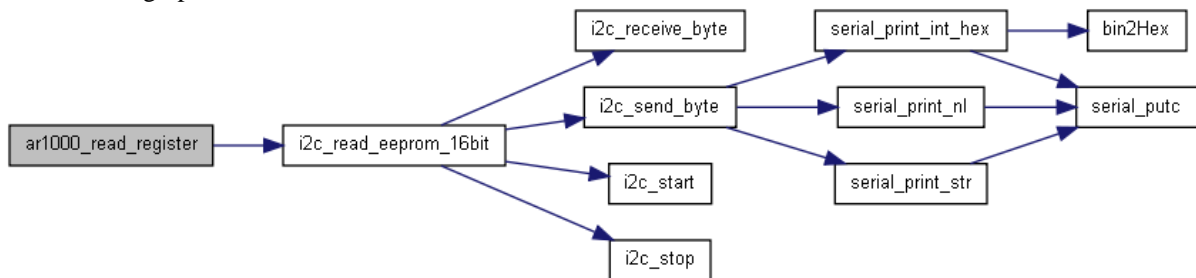 i2c_receive_byte
serial_print_int_hex
bin2Hex
i2c_send_byte
serial_print_nl
serial_putc
ar1000_read_register
i2c_read_eeprom_16bit
i2c_start
serial_print_str
i2c_stop